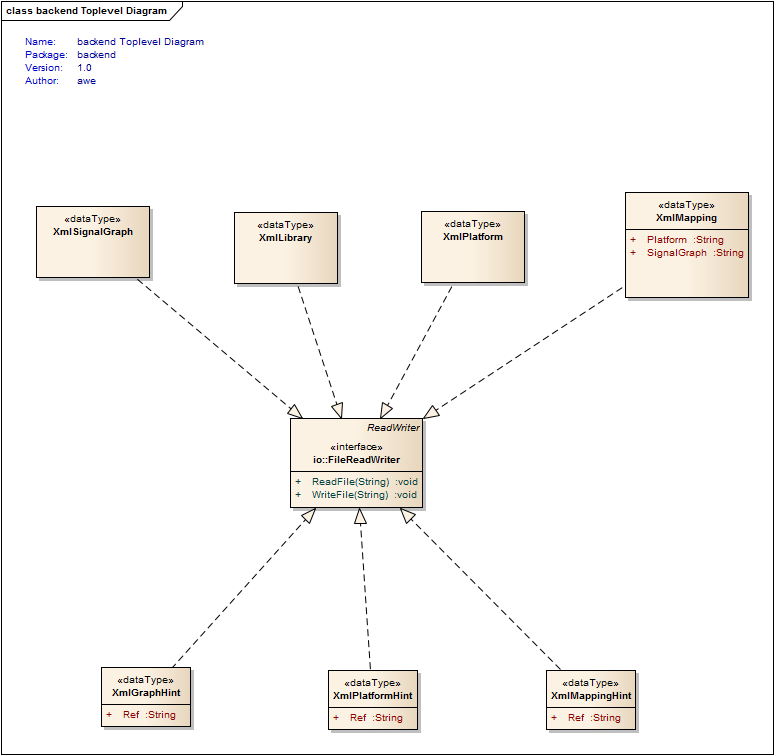 class backend Toplevel Diagram
Name: backend Toplevel Diagram
Package: backend
Version: 1.0
Author: awe
«dataType»
XmlSignalGraph
«dataType»
XmlLibrary
«dataType»
XmlPlatform
«dataType»
XmlMapping
+ Platform :String
+ SignalGraph :String
ReadWriter
«interface»
io::FileReadWriter
+ ReadFile(String) :void
+ WriteFile(String) :void
«dataType»
XmlGraphHint
+ Ref :String
«dataType»
XmlPlatformHint
+ Ref :String
«dataType»
XmlMappingHint
+ Ref :String